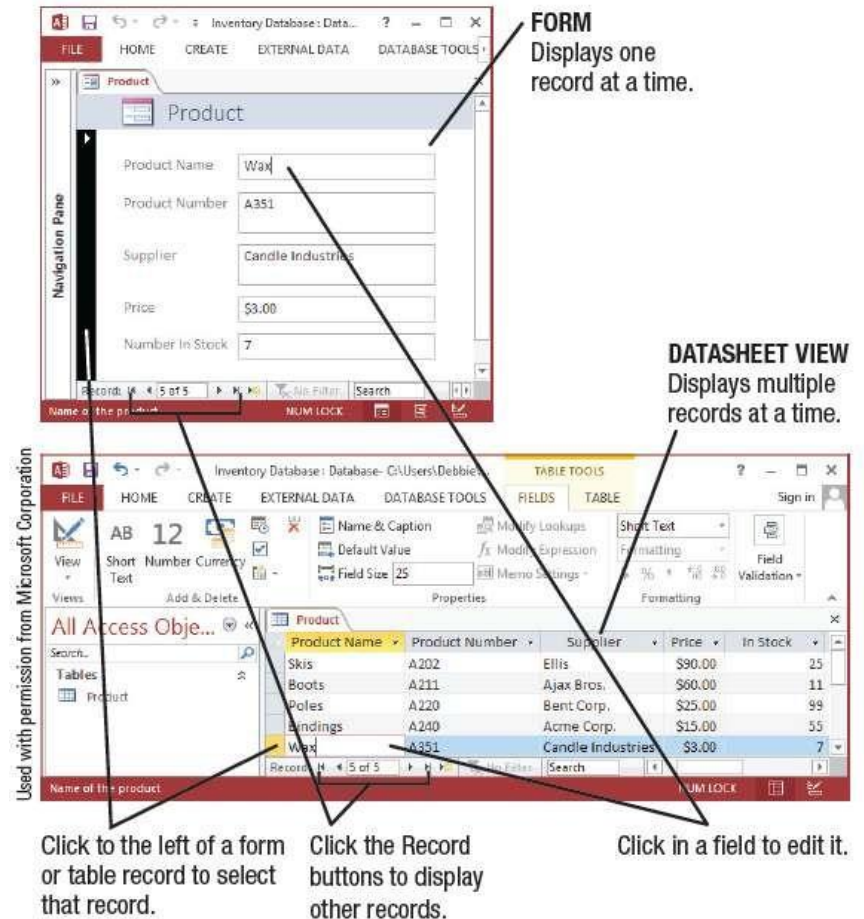 Inventory Database : Data... ?
FILE HOME CREATE EXTERNAL DATA DATABASE TOOLS
Product
Product
Product Name Wax
Product Number A351
Supplier Candle Industries
Price $3.00
Number In Stock 7
Record: 5 of 5 No Filter Search
Name of the product NUM LOCK
Navigation Pane
FORM
Displays one
record at a time.
DATASHEET VIEW
Displays multiple
records at a time.
Used with permission from Microsoft Corporation
Inventory Database : Database- C:\Users\Debbie\... TABLE TOOLS ?
FILE HOME CREATE EXTERNAL DATA DATABASE TOOLS FIELDS TABLE Sign in
View
AB Short Text
12 Number
Currency
Name & Caption
Default Value
Field Size 25
Modify Lookups
fx Modify Expression
Memo Settings
Short Text
Formatting
%
Field
Validation
Views Add & Delete Properties Formatting
All Access Obje...
Search...
Tables
Product
Product
Product Name Product Number Supplier Price In Stock
Skis A202 Ellis $90.00 25
Boots A211 Ajax Bros. $60.00 11
Poles A220 Bent Corp. $25.00 99
Bindings A240 Acme Corp. $15.00 55
Wax A351 Candle Industries $3.00 7
Record: 5 of 5 No Filter Search
Name of the product NUM LOCK
Click to the left of a form
or table record to select
that record.
Click the Record
buttons to display
other records.
Click in a field to edit it.